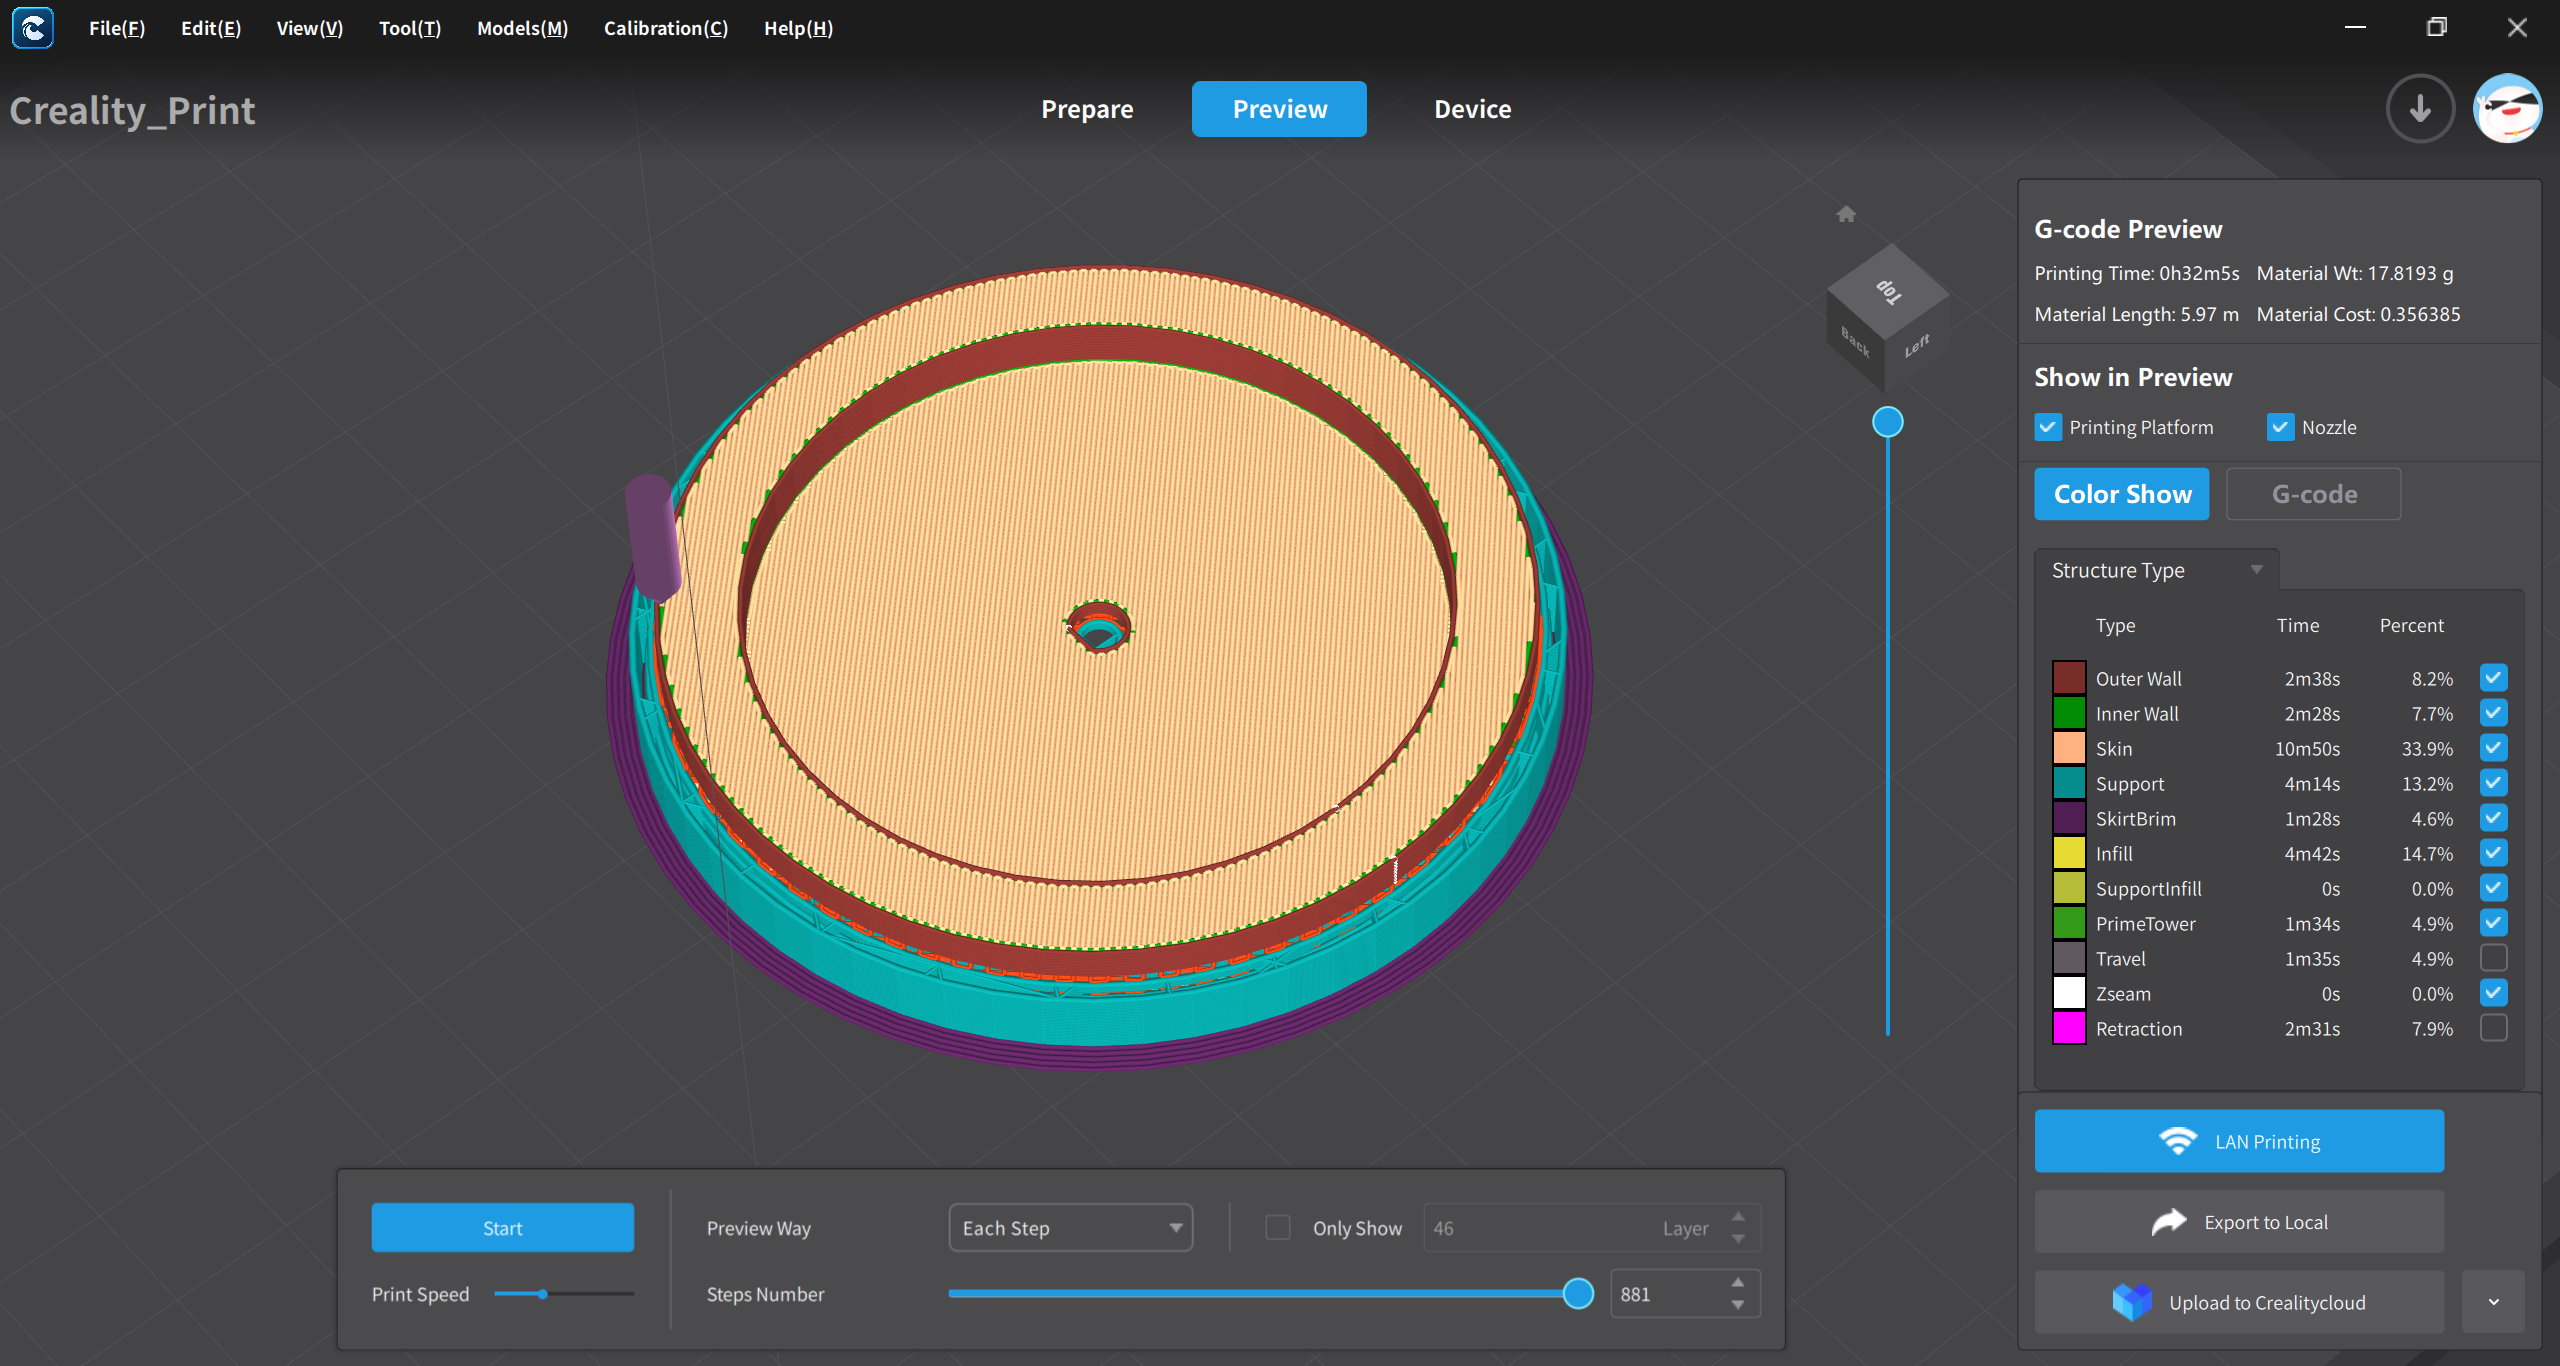 File(F) Edit(E) View(V) Tool(T) Models(M) Calibration(C) Help(H)
Creality_Print
Prepare Preview Device
Top
Back
Left
G-code Preview
Printing Time: 0h32m5s Material Wt: 17.8193 g
Material Length: 5.97 m Material Cost: 0.356385
Show in Preview
Printing Platform Nozzle
Color Show G-code
Structure Type
Type Time Percent
Outer Wall 2m38s 8.2%
Inner Wall 2m28s 7.7%
Skin 10m50s 33.9%
Support 4m14s 13.2%
SkirtBrim 1m28s 4.6%
Infill 4m42s 14.7%
SupportInfill 0s 0.0%
PrimeTower 1m34s 4.9%
Travel 1m35s 4.9%
Zseam 0s 0.0%
Retraction 2m31s 7.9%
LAN Printing
Export to Local
Upload to Crealitycloud
Start Preview Way Each Step Only Show 46 Layer
Print Speed Steps Number 881